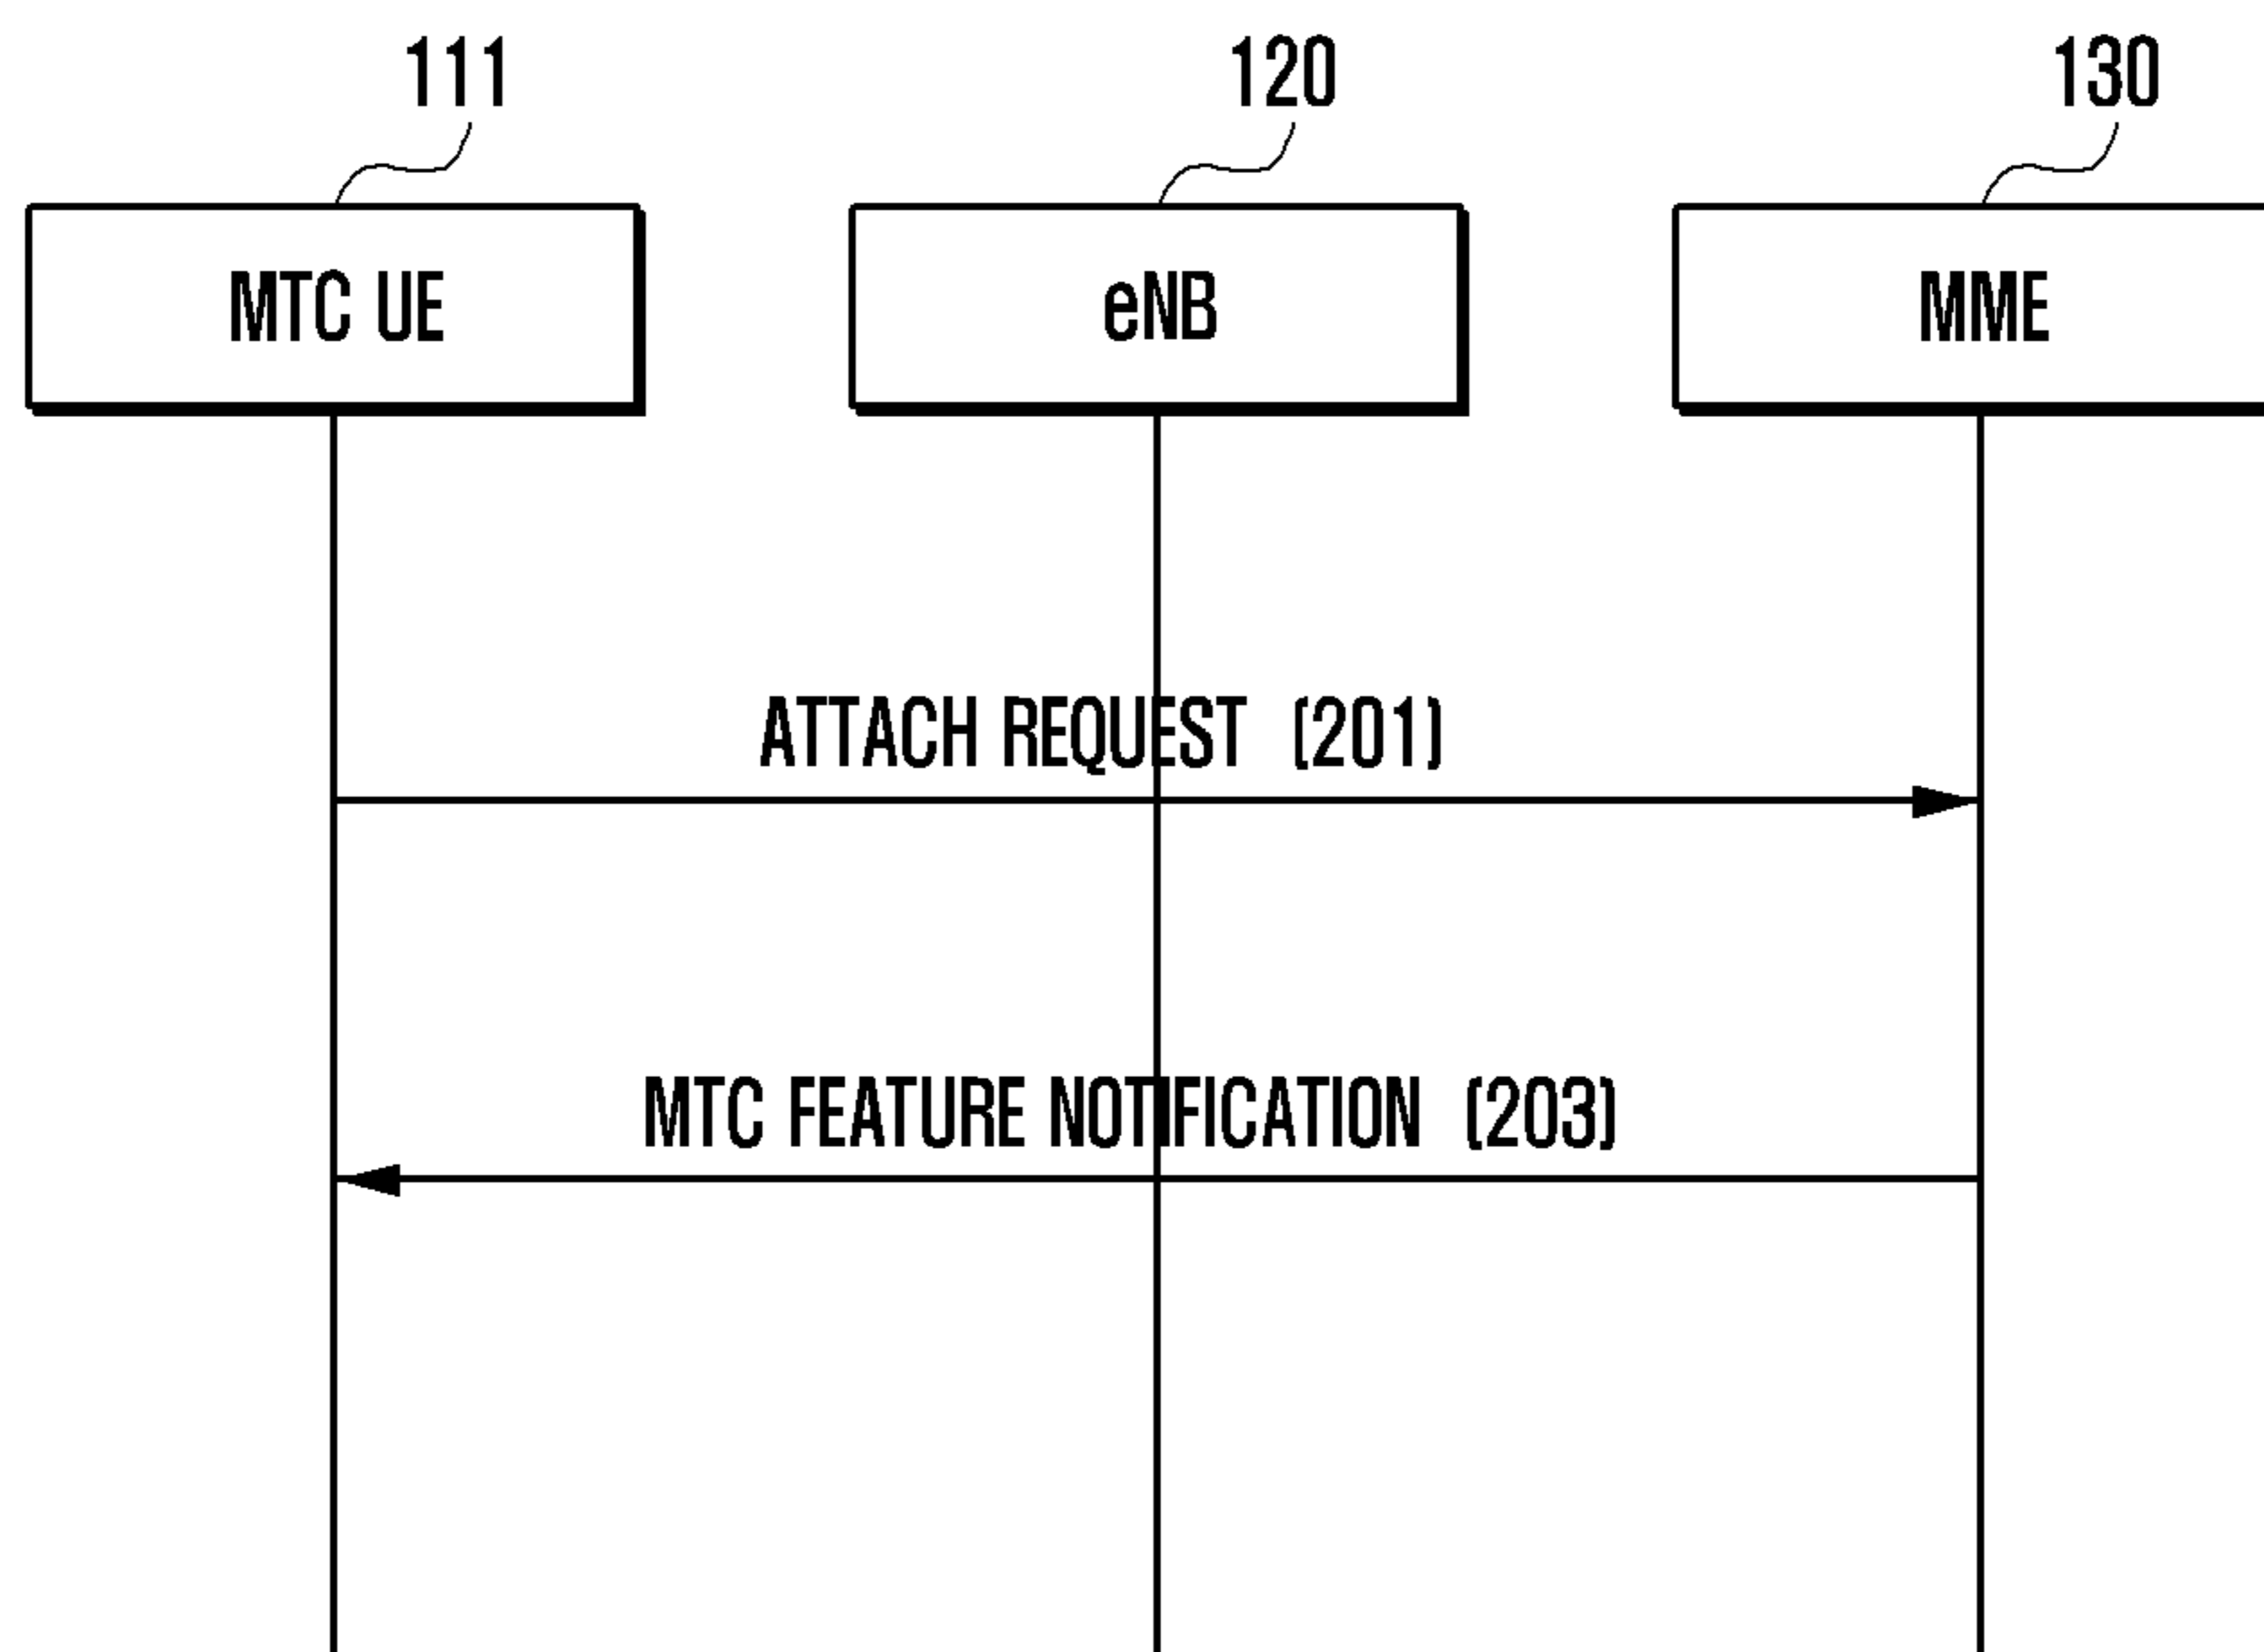 111
120
130
MTC UE
eNB
MME
ATTACH REQUEST (201)
MTC FEATURE NOTIFICATION (203)